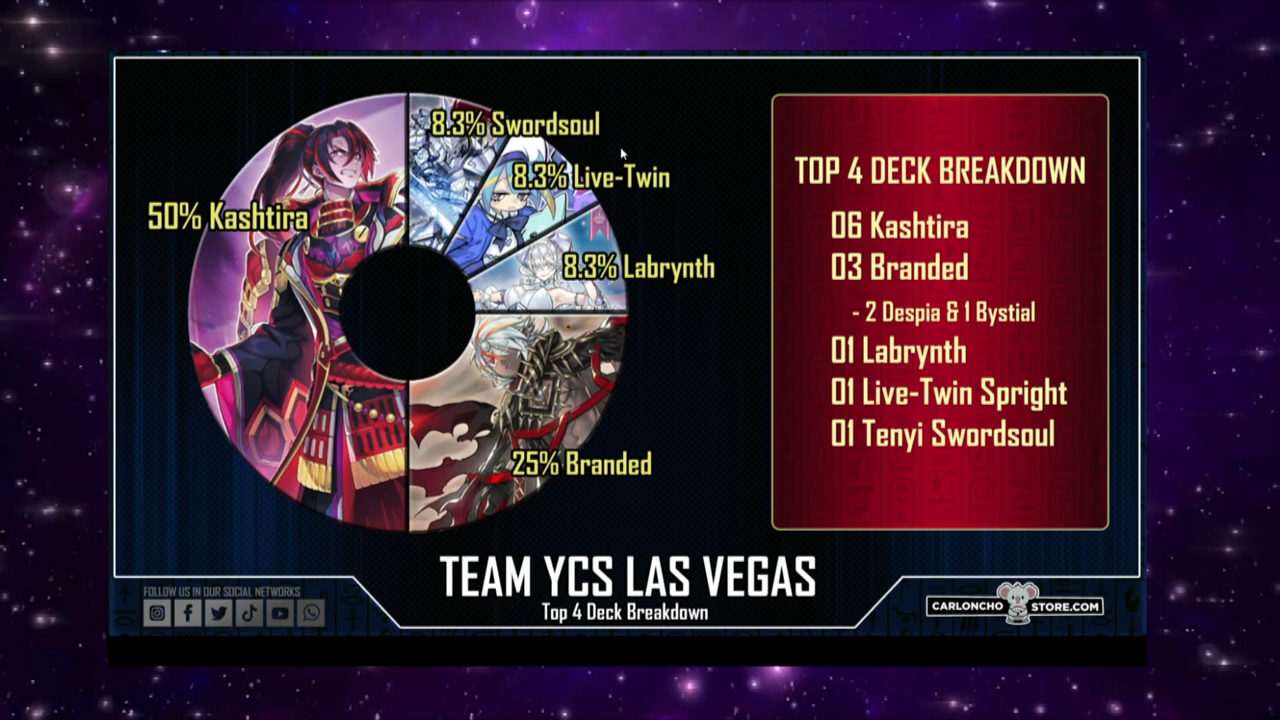 8.3% Swordsoul
8.3% Live-Twin
50% Kashtira
8.3% Labrynth
25% Branded
TOP 4 DECK BREAKDOWN
06 Kashtira
03 Branded
- 2 Despia & 1 Bystial
01 Labrynth
01 Live-Twin Spright
01 Tenyi Swordsoul
TEAM YCS LAS VEGAS
Top 4 Deck Breakdown
FOLLOW US IN OUR SOCIAL NETWORKS
CARLONCHO STORE.COM